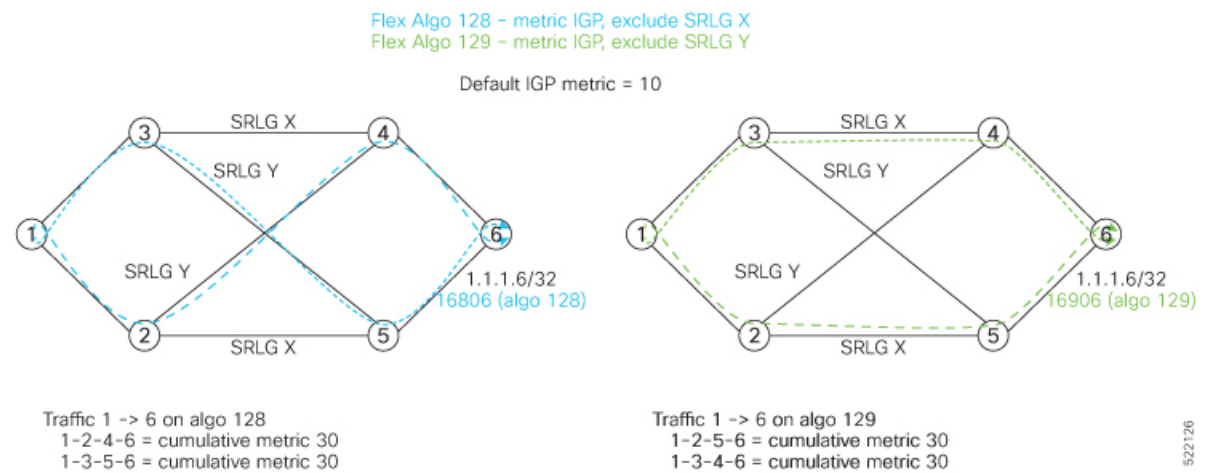 Flex Algo 128 – metric IGP, exclude SRLG X
Flex Algo 129 – metric IGP, exclude SRLG Y
Default IGP metric = 10
3
SRLG X
4
SRLG Y
1
6
SRLG Y
1.1.1.6/32
16806 (algo 128)
2
SRLG X
5
3
SRLG X
4
SRLG Y
1
6
SRLG Y
1.1.1.6/32
16906 (algo 129)
2
SRLG X
5
Traffic 1 -> 6 on algo 128
1-2-4-6 = cumulative metric 30
1-3-5-6 = cumulative metric 30
Traffic 1 -> 6 on algo 129
1-2-5-6 = cumulative metric 30
1-3-4-6 = cumulative metric 30
522126